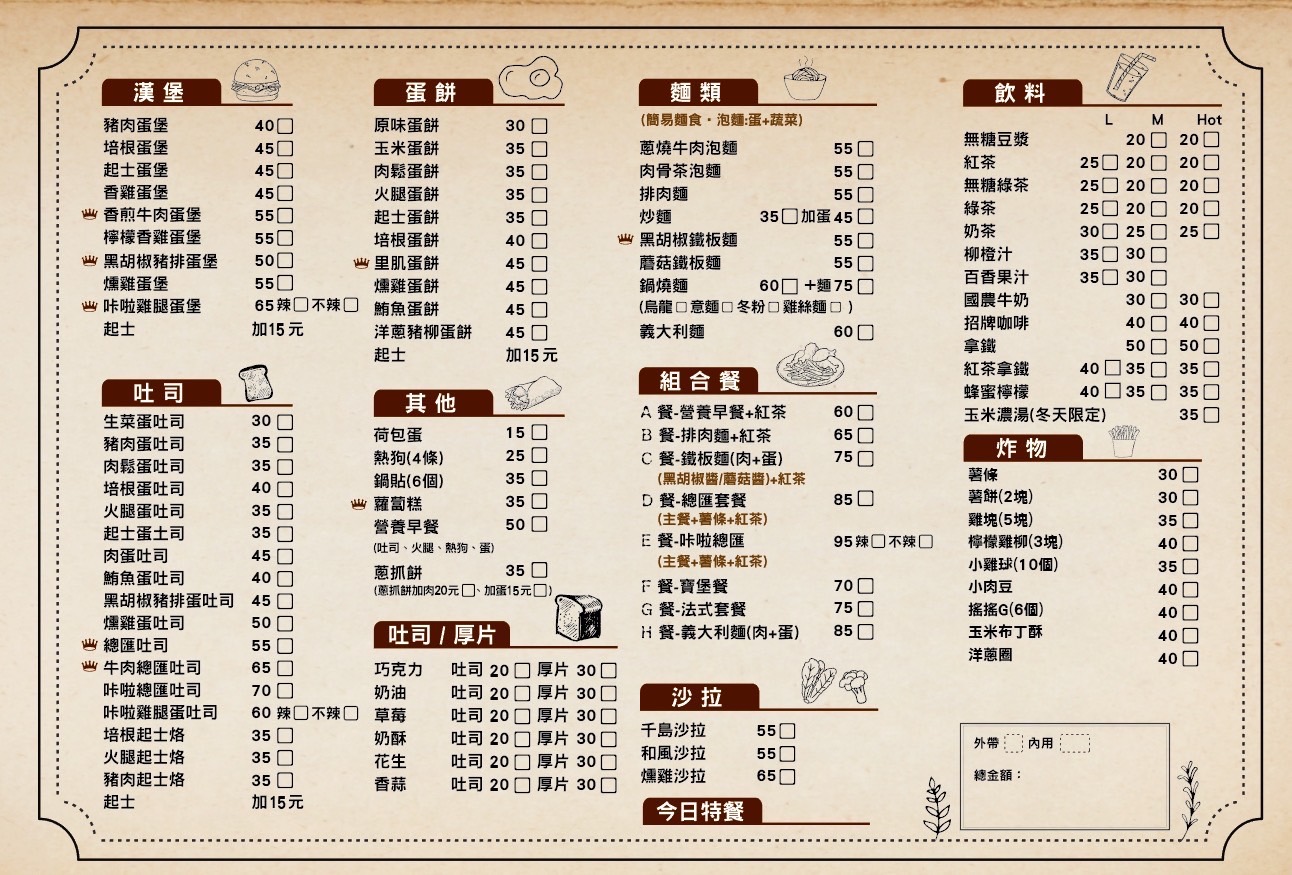 漢堡
豬肉蛋堡 40
培根蛋堡 45
起士蛋堡 45
香雞蛋堡 45
香煎牛肉蛋堡 55
檸檬香雞蛋堡 55
黑胡椒豬排蛋堡 50
燻雞蛋堡 55
咔啦雞腿蛋堡 65 辣 不辣
起士 加15元
吐司
生菜蛋吐司 30
豬肉蛋吐司 35
肉鬆蛋吐司 35
培根蛋吐司 40
火腿蛋吐司 35
起士蛋土司 35
肉蛋吐司 45
鮪魚蛋吐司 40
黑胡椒豬排蛋吐司 45
燻雞蛋吐司 50
總匯吐司 55
牛肉總匯吐司 65
咔啦總匯吐司 70
咔啦雞腿蛋吐司 60 辣 不辣
培根起士烙 35
火腿起士烙 35
豬肉起士烙 35
起士 加15元
蛋餅
原味蛋餅 30
玉米蛋餅 35
肉鬆蛋餅 35
火腿蛋餅 35
起士蛋餅 35
培根蛋餅 40
里肌蛋餅 45
燻雞蛋餅 45
鮪魚蛋餅 45
洋蔥豬柳蛋餅 45
起士 加15元
其他
荷包蛋 15
熱狗(4條) 25
鍋貼(6個) 35
蘿蔔糕 35
營養早餐 50
(吐司、火腿、熱狗、蛋)
蔥抓餅 35
(蔥抓餅加肉20元 、加蛋15元 )
吐司 / 厚片
巧克力 吐司 20 厚片 30
奶油 吐司 20 厚片 30
草莓 吐司 20 厚片 30
奶酥 吐司 20 厚片 30
花生 吐司 20 厚片 30
香蒜 吐司 20 厚片 30
麵類
(簡易麵食・泡麵:蛋+蔬菜)
蔥燒牛肉泡麵 55
肉骨茶泡麵 55
排肉麵 55
炒麵 35 加蛋 45
黑胡椒鐵板麵 55
蘑菇鐵板麵 55
鍋燒麵 60 +麵 75
(烏龍 意麵 冬粉 雞絲麵 )
義大利麵 60
組合餐
A 餐-營養早餐+紅茶 60
B 餐-排肉麵+紅茶 65
C 餐-鐵板麵(肉+蛋) 75
(黑胡椒醬/蘑菇醬)+紅茶
D 餐-總匯套餐 85
(主餐+薯條+紅茶)
E 餐-咔啦總匯 95 辣 不辣
(主餐+薯條+紅茶)
F 餐-寶堡餐 70
G 餐-法式套餐 75
H 餐-義大利麵(肉+蛋) 85
沙拉
千島沙拉 55
和風沙拉 55
燻雞沙拉 65
今日特餐
飲料
L M Hot
無糖豆漿 20 20
紅茶 25 20 20
無糖綠茶 25 20 20
綠茶 25 20 20
奶茶 30 25 25
柳橙汁 35 30
百香果汁 35 30
國農牛奶 30 30
招牌咖啡 40 40
拿鐵 50 50
紅茶拿鐵 40 35 35
蜂蜜檸檬 40 35 35
玉米濃湯(冬天限定) 35
炸物
薯條 30
薯餅(2塊) 30
雞塊(5塊) 35
檸檬雞柳(3塊) 40
小雞球(10個) 35
小肉豆 40
搖搖G(6個) 40
玉米布丁酥 40
洋蔥圈 40
外帶 內用
總金額：